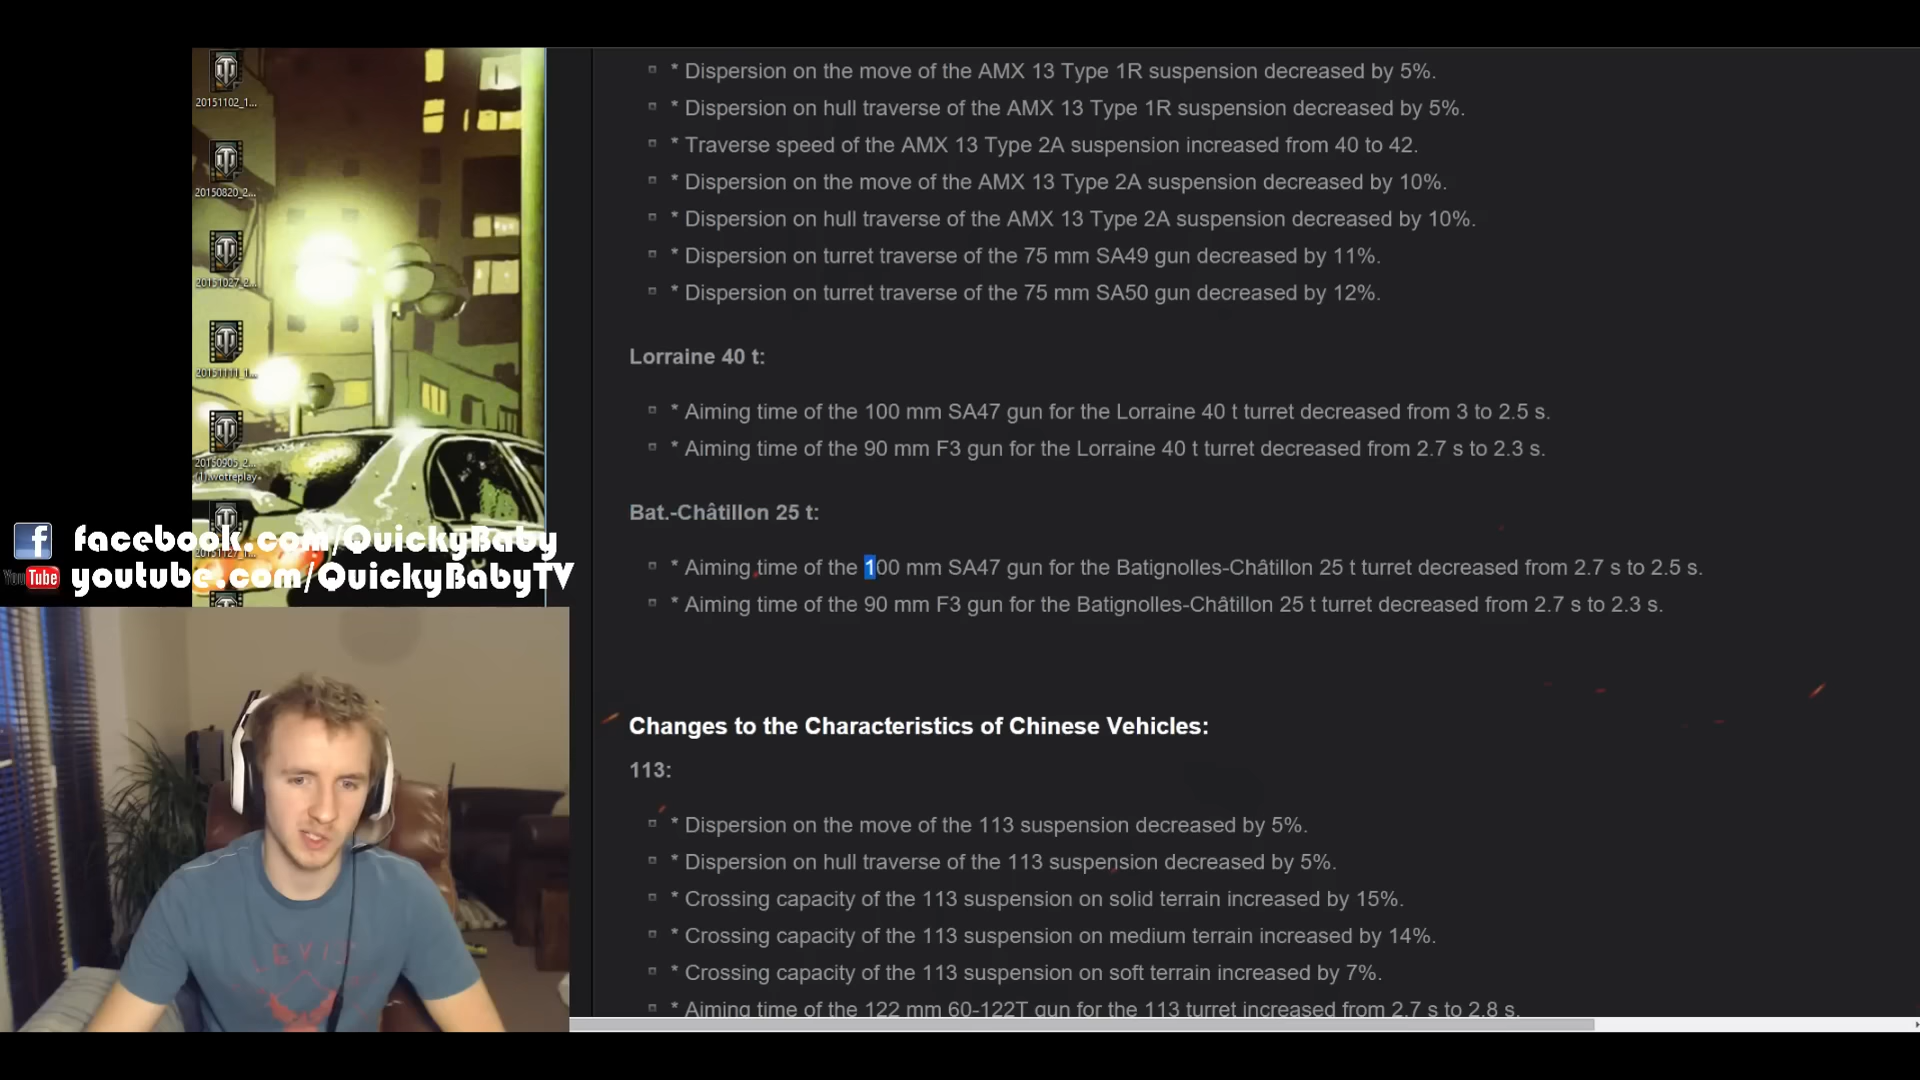 20151102_1...
20150820_2...
20151027_2...
20151111_1...
20150905_2...
(1).wotreplay
facebook.com/QuickyBaby
YouTube youtube.com/QuickyBabyTV
* Dispersion on the move of the AMX 13 Type 1R suspension decreased by 5%.
* Dispersion on hull traverse of the AMX 13 Type 1R suspension decreased by 5%.
* Traverse speed of the AMX 13 Type 2A suspension increased from 40 to 42.
* Dispersion on the move of the AMX 13 Type 2A suspension decreased by 10%.
* Dispersion on hull traverse of the AMX 13 Type 2A suspension decreased by 10%.
* Dispersion on turret traverse of the 75 mm SA49 gun decreased by 11%.
* Dispersion on turret traverse of the 75 mm SA50 gun decreased by 12%.
Lorraine 40 t:
* Aiming time of the 100 mm SA47 gun for the Lorraine 40 t turret decreased from 3 to 2.5 s.
* Aiming time of the 90 mm F3 gun for the Lorraine 40 t turret decreased from 2.7 s to 2.3 s.
Bat.-Châtillon 25 t:
* Aiming time of the 100 mm SA47 gun for the Batignolles-Châtillon 25 t turret decreased from 2.7 s to 2.5 s.
* Aiming time of the 90 mm F3 gun for the Batignolles-Châtillon 25 t turret decreased from 2.7 s to 2.3 s.
Changes to the Characteristics of Chinese Vehicles:
113:
* Dispersion on the move of the 113 suspension decreased by 5%.
* Dispersion on hull traverse of the 113 suspension decreased by 5%.
* Crossing capacity of the 113 suspension on solid terrain increased by 15%.
* Crossing capacity of the 113 suspension on medium terrain increased by 14%.
* Crossing capacity of the 113 suspension on soft terrain increased by 7%.
* Aiming time of the 122 mm 60-122T gun for the 113 turret increased from 2.7 s to 2.8 s.